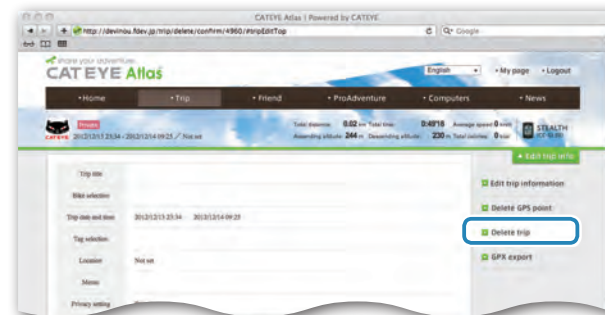 CATEYE Atlas | Powered by CATEYE
http://devinou.fdev.jp/trip/delete/confirm/4960/#tripEditTop
Google
share your adventure
CATEYE Atlas
English
My page
Logout
Home
Trip
Friend
ProAdventure
Computers
News
Private
2012/12/13 23:34 - 2012/12/14 09:25 / Not set
Total distance 0.02 km Total time 0:49'16 Average speed 0 km/h
Ascending altitude 244 m Descending altitude 230 m Total calories 0 kcal
STEALTH
Edit trip info
Trip title
Bike selection
Trip date and time 2012/12/13 23:34 2012/12/14 09:25
Tag selection
Location Not set
Memo
Privacy setting
Edit trip information
Delete GPS point
Delete trip
GPX export